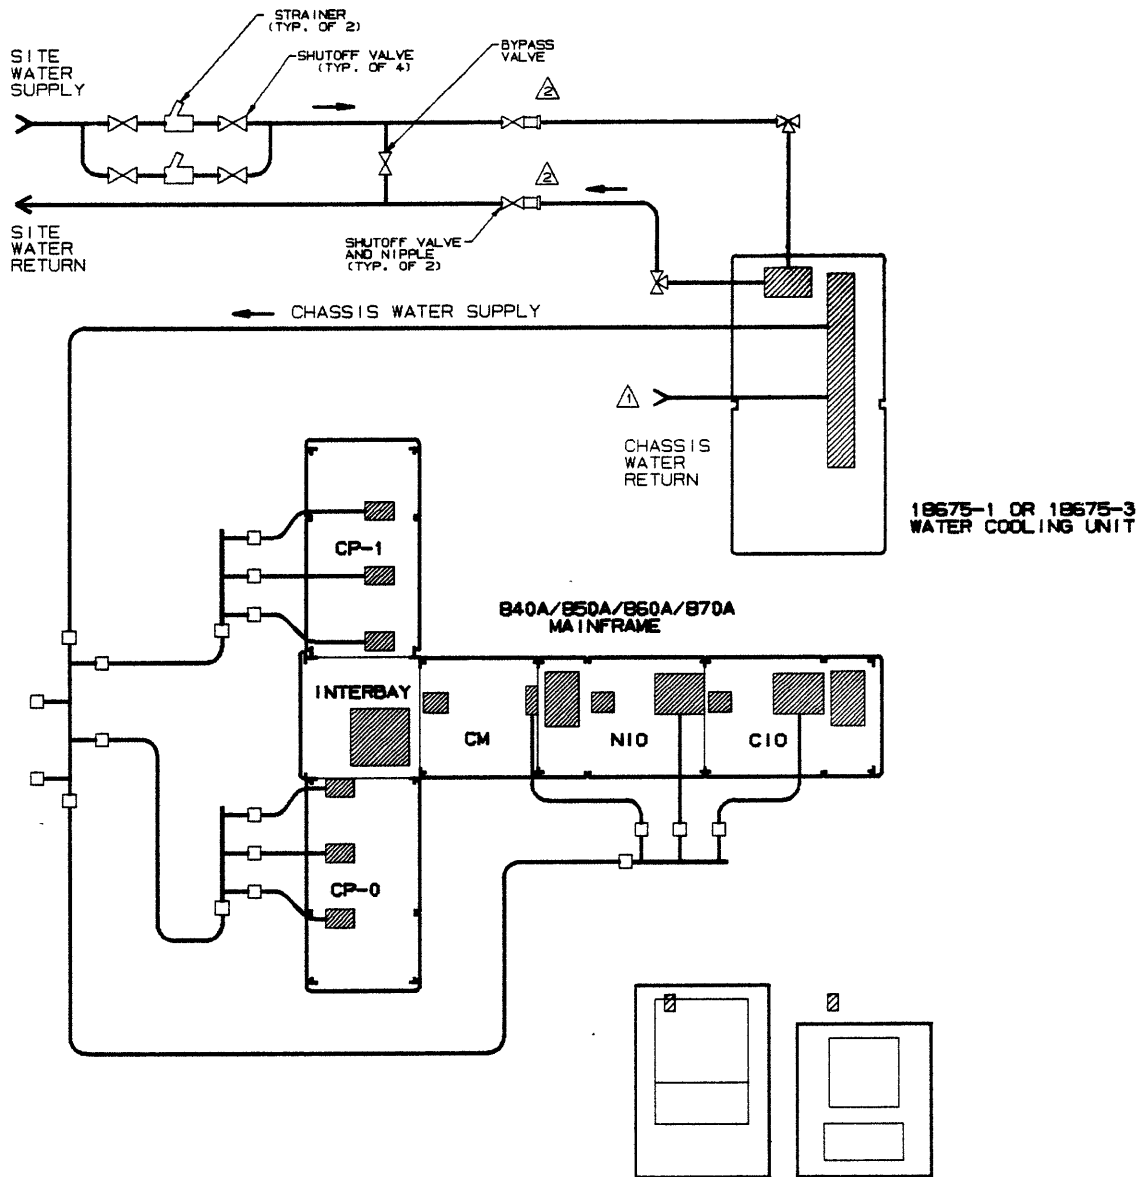 STRAINER
(TYP. OF 2)
SITE
WATER
SUPPLY
SHUTOFF VALVE
(TYP. OF 4)
BYPASS
VALVE
2
2
SITE
WATER
RETURN
SHUTOFF VALVE
AND NIPPLE
(TYP. OF 2)
CHASSIS WATER SUPPLY
1
CHASSIS
WATER
RETURN
18675-1 OR 18675-3
WATER COOLING UNIT
CP-1
840A/850A/860A/870A
MAINFRAME
INTERBAY
CM
NIO
CIO
CP-0